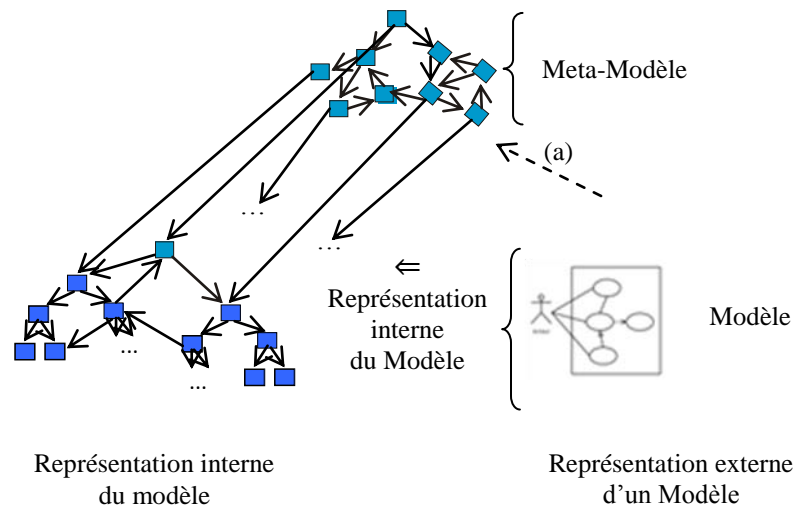 Meta-Modèle
(a)
...
...
⇐
Représentation
interne
du Modèle
Modèle
...
...
Représentation interne
du modèle
Représentation externe
d'un Modèle